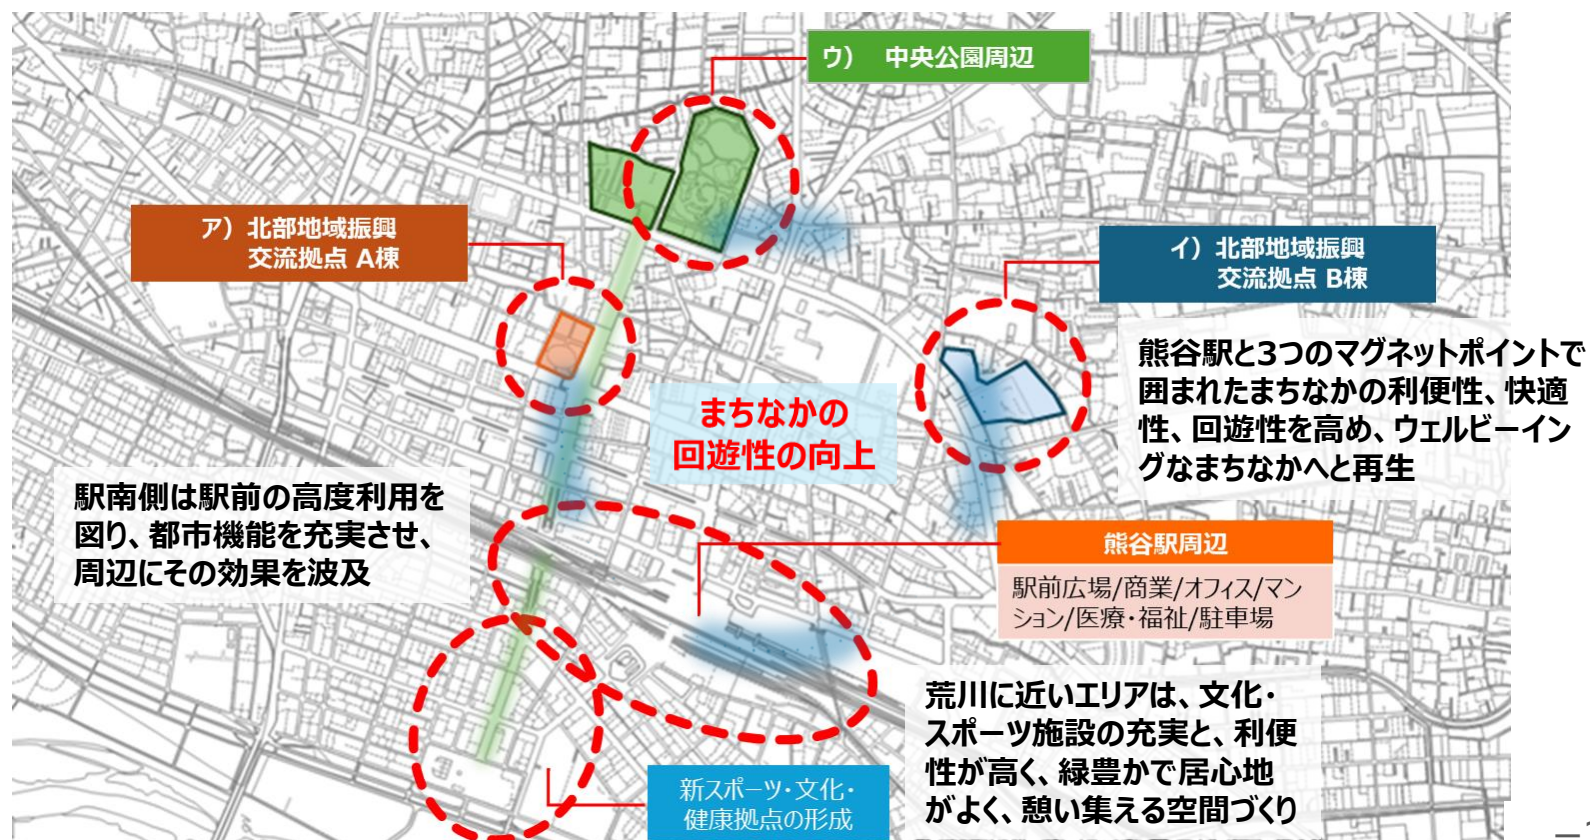 ウ） 中央公園周辺
ア）北部地域振興
交流拠点 A棟
イ）北部地域振興
交流拠点 B棟
熊谷駅と3つのマグネットポイントで
囲まれたまちなかの利便性、快適
性、回遊性を高め、ウェルビーイン
グなまちなかへと再生
まちなかの
回遊性の向上
駅南側は駅前の高度利用を
図り、都市機能を充実させ、
周辺にその効果を波及
熊谷駅周辺
駅前広場/商業/オフィス/マン
ション/医療・福祉/駐車場
荒川に近いエリアは、文化・
スポーツ施設の充実と、利便
性が高く、緑豊かで居心地
がよく、憩い集える空間づくり
新スポーツ・文化・
健康拠点の形成